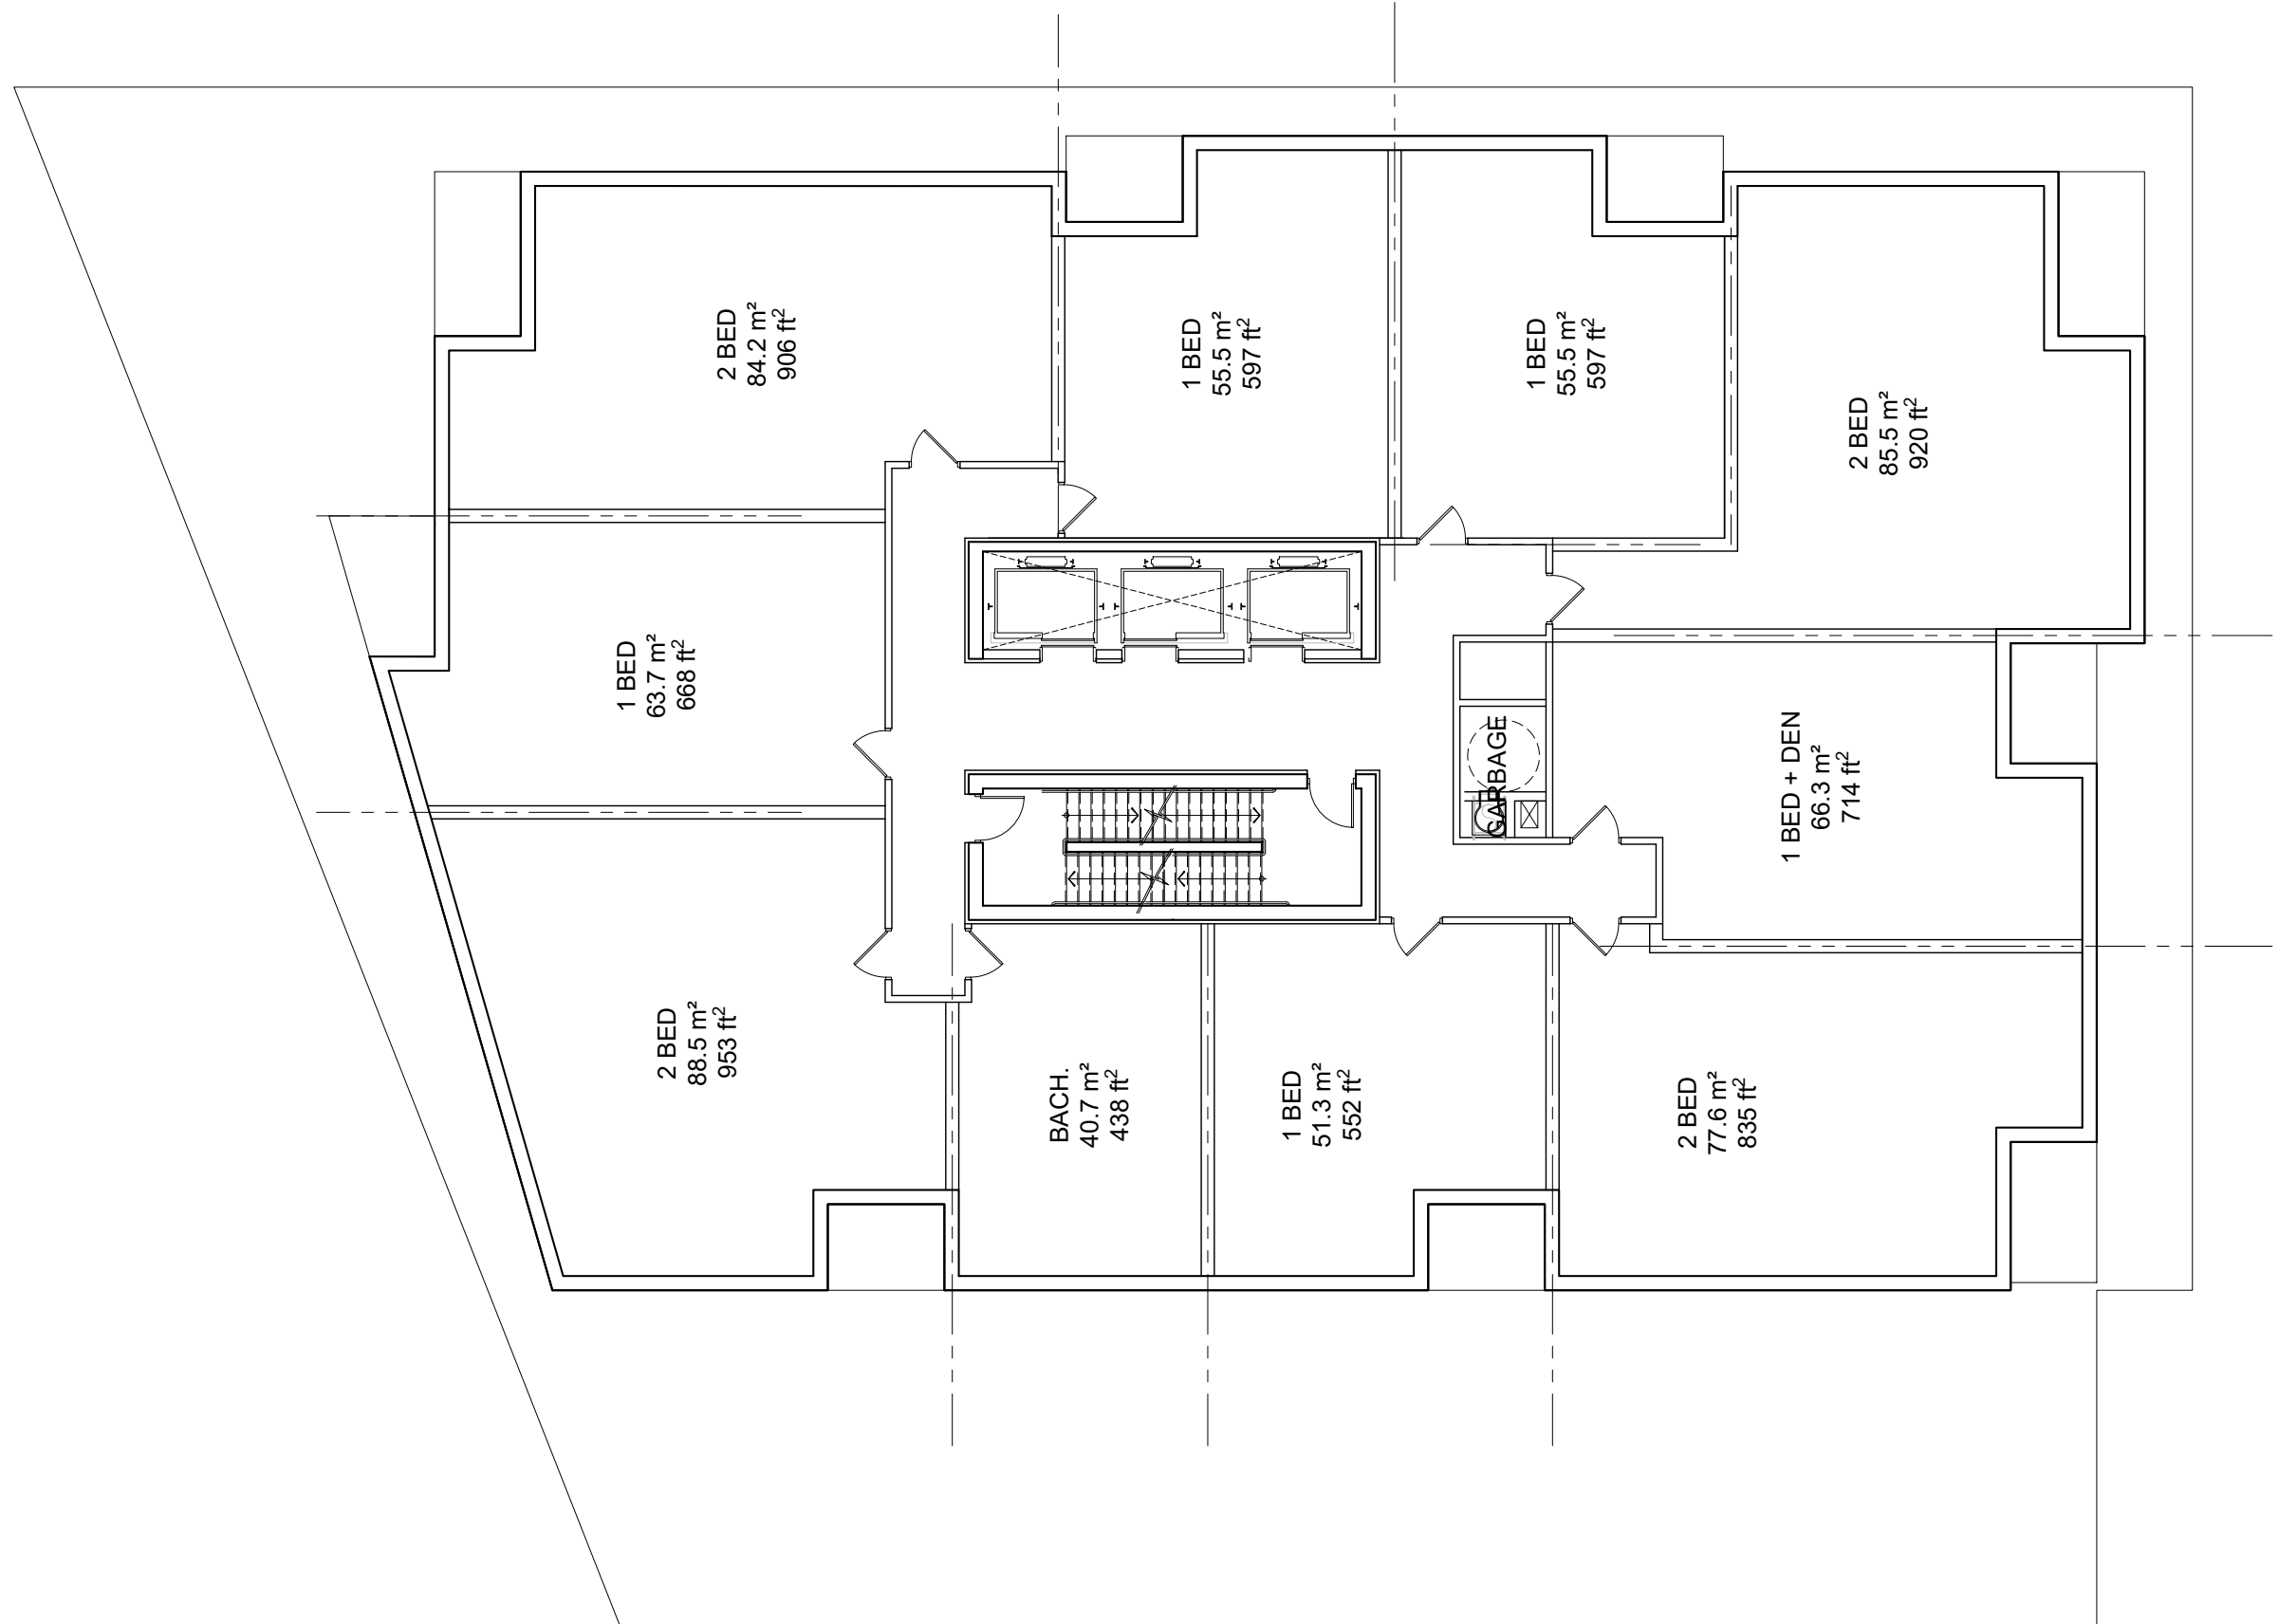 2 BED
84.2 m²
906 ft²
1 BED
55.5 m²
597 ft²
1 BED
55.5 m²
597 ft²
2 BED
85.5 m²
920 ft²
1 BED
63.7 m²
668 ft²
GARBAGE
1 BED + DEN
66.3 m²
714 ft²
2 BED
88.5 m²
953 ft²
BACH.
40.7 m²
438 ft²
1 BED
51.3 m²
552 ft²
2 BED
77.6 m²
835 ft²